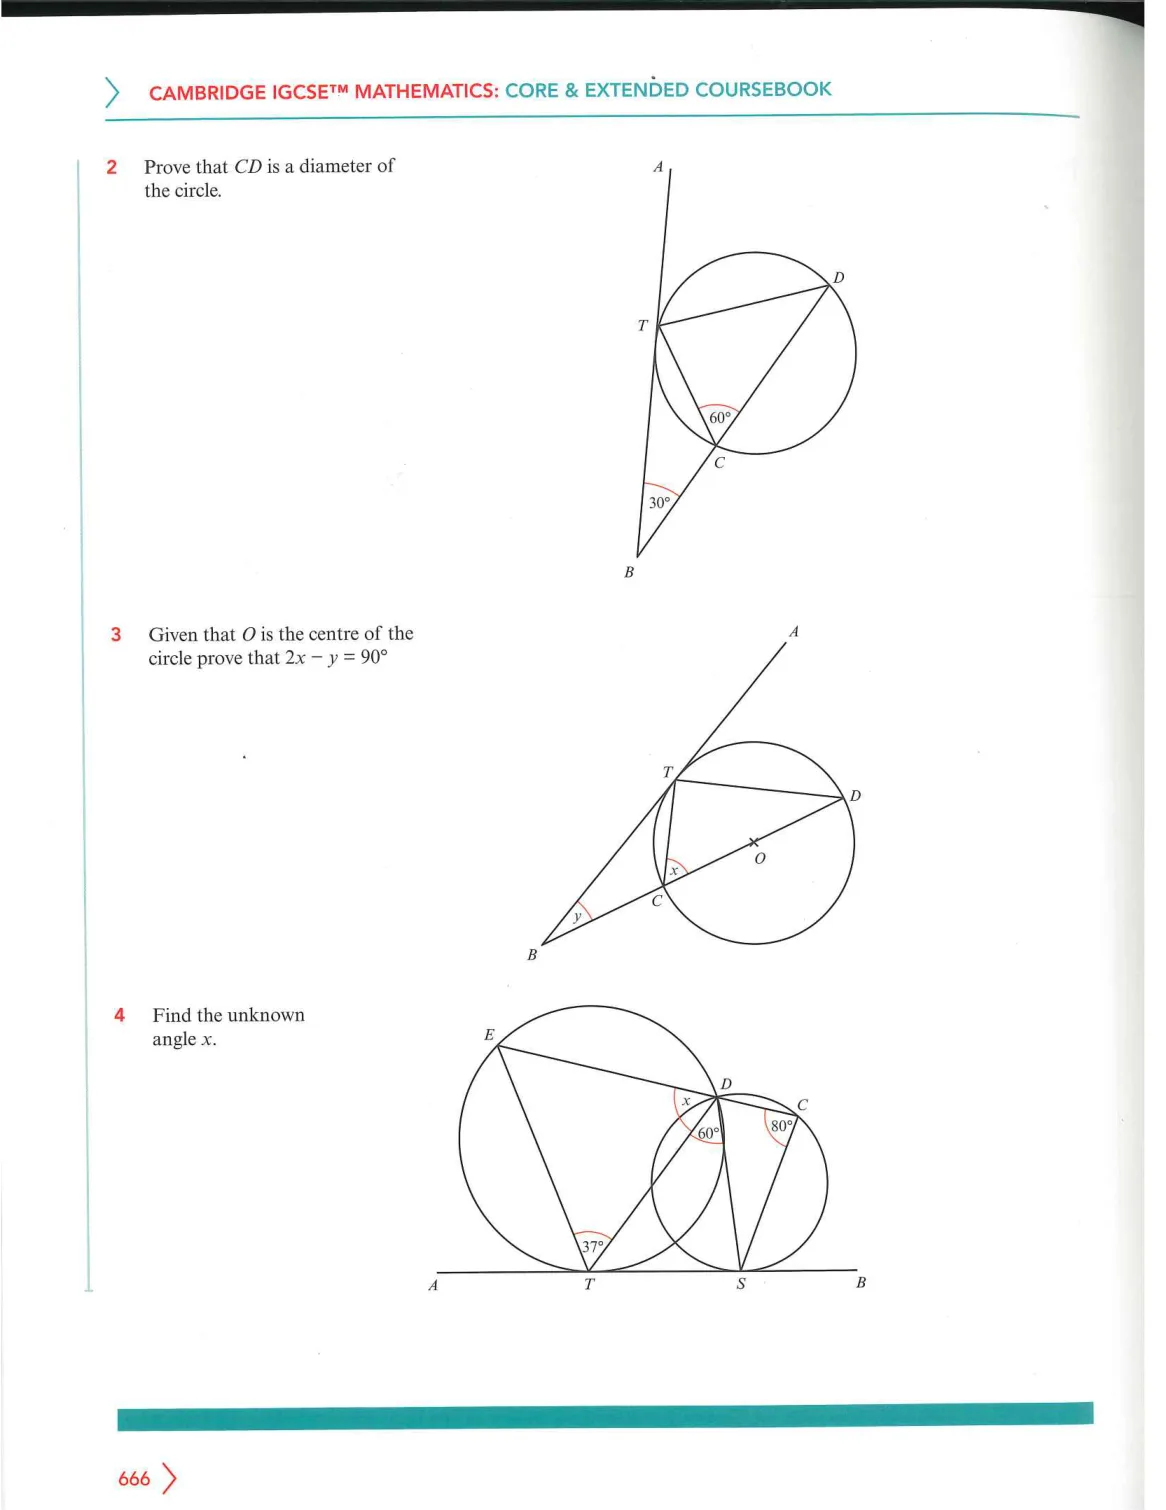 CAMBRIDGE IGCSE™ MATHEMATICS: CORE & EXTENDED COURSEBOOK
2 Prove that CD is a diameter of
the circle.
A
D
T
60°
C
30°
B
3 Given that O is the centre of the
circle prove that 2x − y = 90°
A
T
D
O
x
C
y
B
4 Find the unknown
angle x.
E
D
C
x
60°
80°
37°
A T S B
666